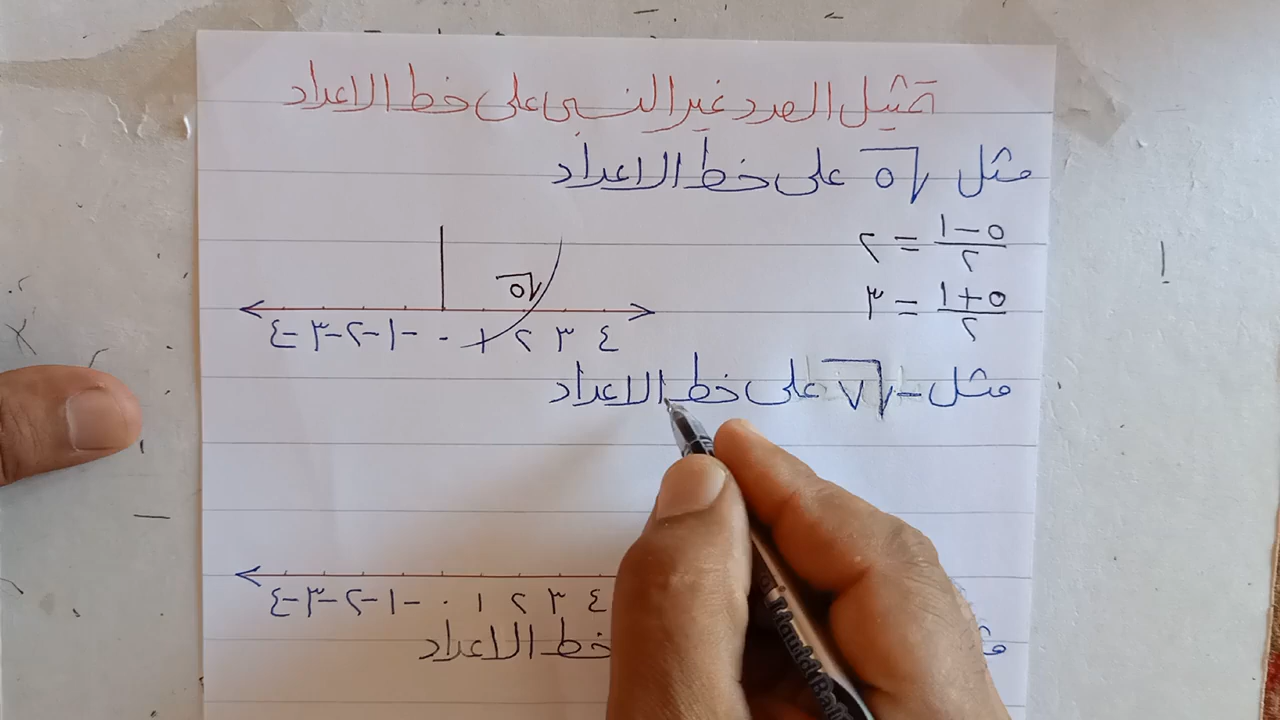 تمثيل العدد غير النسبى على خط الاعداد
مثل √٥ على خط الاعداد
(٥-١)/٢ = ٢
(٥+١)/٢ = ٣
√٥
-٤ -٣ -٢ -١ ٠ ١ ٢ ٣ ٤
مثل -√٧ على خط الاعداد
-٤ -٣ -٢ -١ ٠ ١ ٢ ٣ ٤
خط الاعداد